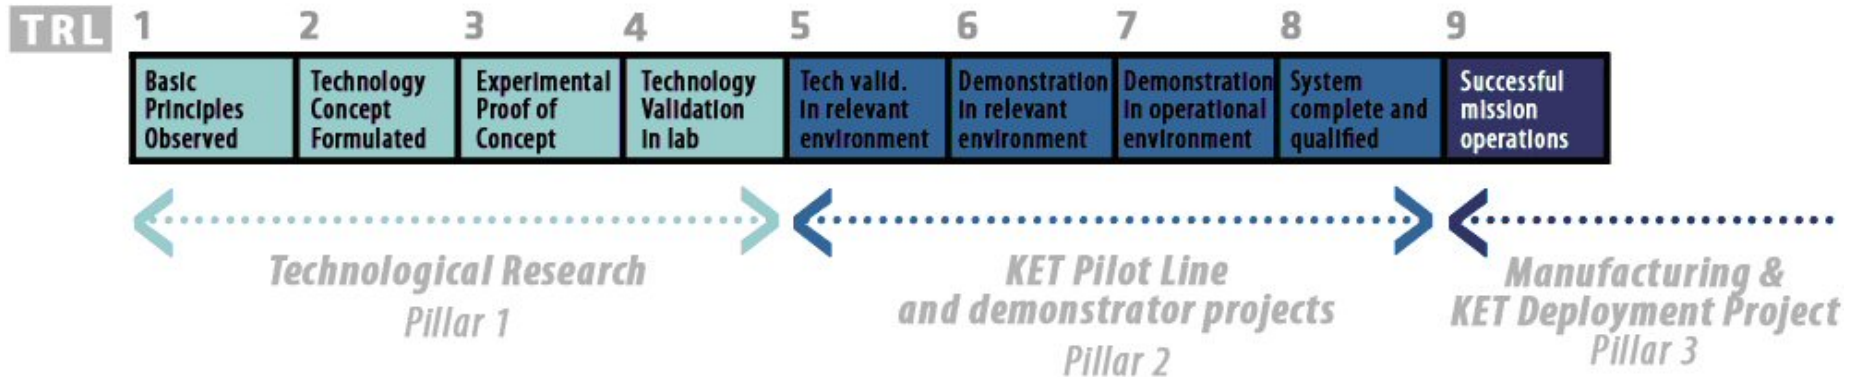 TRL 1 2 3 4 5 6 7 8 9
Basic
Principles
Observed
Technology
Concept
Formulated
Experimental
Proof of
Concept
Technology
Validation
in lab
Tech valid.
in relevant
environment
Demonstration
in relevant
environment
Demonstration
in operational
environment
System
complete and
qualified
Successful
mission
operations
Technological Research
Pillar 1
KET Pilot Line
and demonstrator projects
Pillar 2
Manufacturing &
KET Deployment Project
Pillar 3